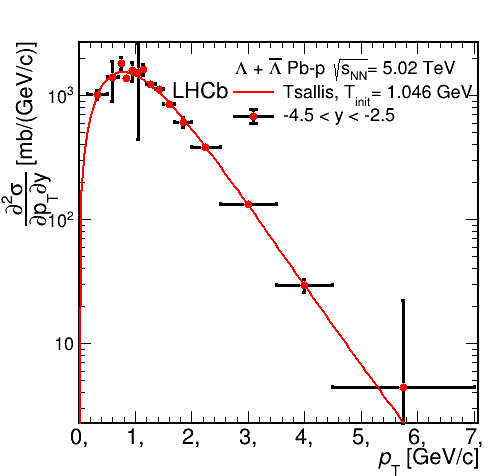 Λ + Λ̅ Pb-p √s_NN = 5.02 TeV
LHCb
Tsallis, T_init = 1.046 GeV
-4.5 < y < -2.5
∂²σ
∂p_T∂y [mb/(GeV/c)]
10³
10²
10
0, 1, 2, 3, 4, 5, 6, 7,
p_T [GeV/c]